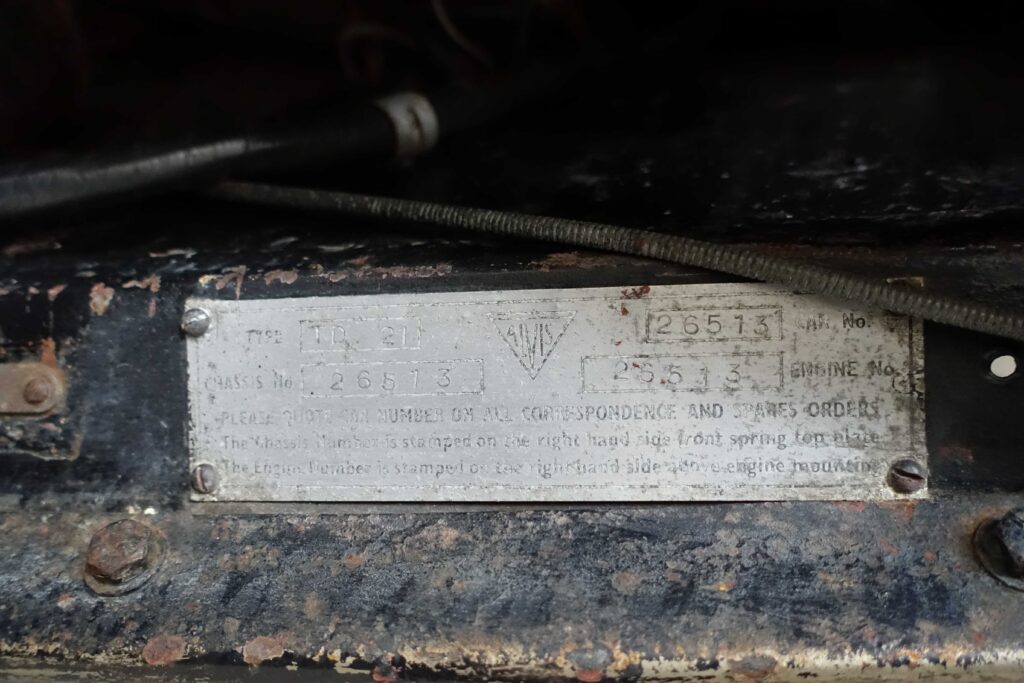 TYPE TD 21 ALVIS 26513 CAR No.
CHASSIS No 26513 26513 ENGINE No.
PLEASE QUOTE CAR NUMBER ON ALL CORRESPONDENCE AND SPARES ORDERS
The Chassis Number is stamped on the right hand side front spring top plate
The Engine Number is stamped on the right hand side above engine mounting